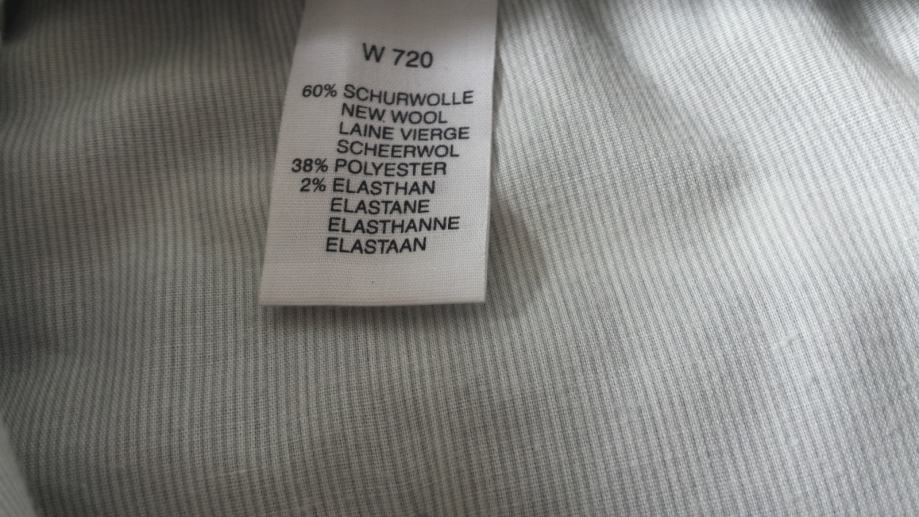 W 720
60% SCHURWOLLE
NEW WOOL
LAINE VIERGE
SCHEERWOL
38% POLYESTER
2% ELASTHAN
ELASTANE
ELASTHANNE
ELASTAAN